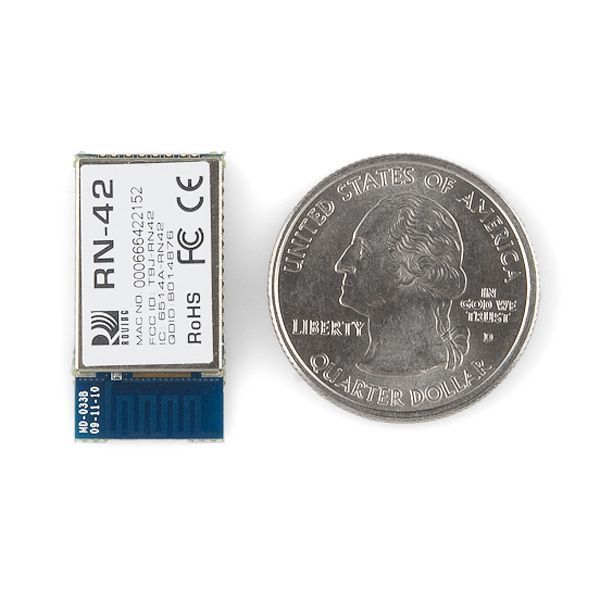 RN-42
ROVING
MAC NO 000666422152
FCC ID: T9J-RN42
IC: 6514A-RN42
QDID: B014876
RoHS
FC CE
MD-0338
09-11-10
UNITED STATES OF AMERICA
LIBERTY
IN
GOD WE
TRUST
D
QUARTER DOLLAR